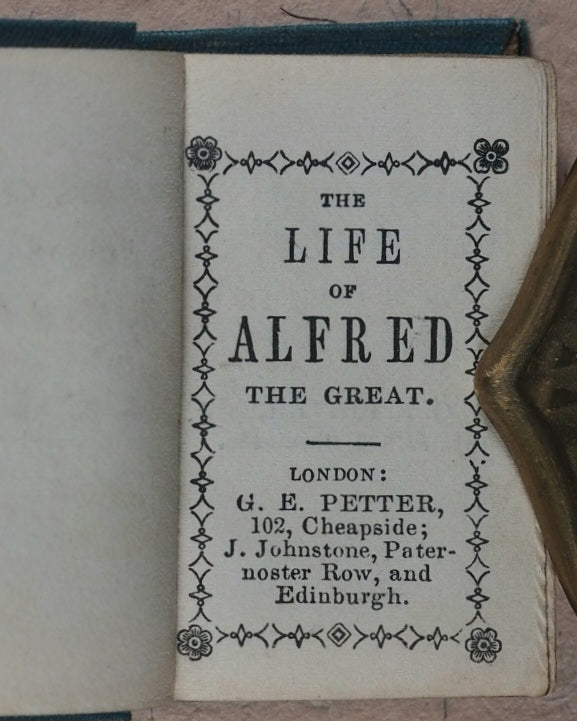 THE
LIFE
OF
ALFRED
THE GREAT.
LONDON:
G. E. PETTER,
102, Cheapside;
J. Johnstone, Pater-
noster Row, and
Edinburgh.